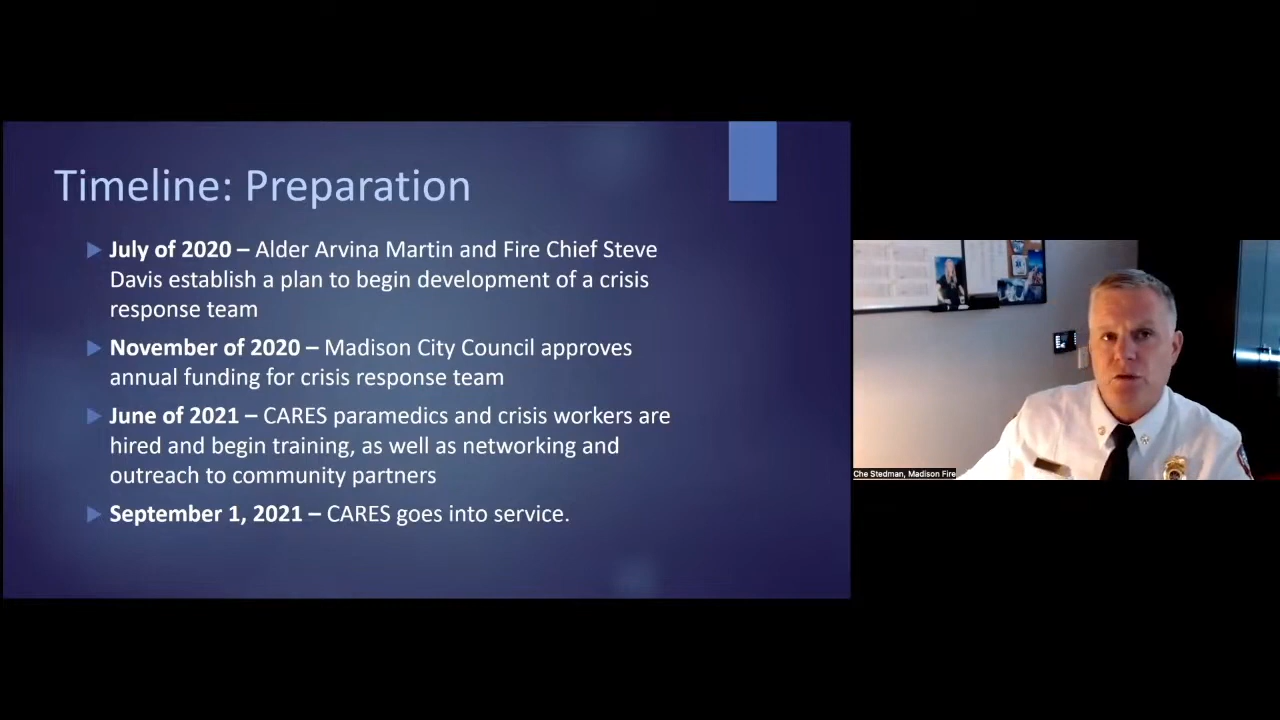 Timeline: Preparation
July of 2020 – Alder Arvina Martin and Fire Chief Steve
Davis establish a plan to begin development of a crisis
response team
November of 2020 – Madison City Council approves
annual funding for crisis response team
June of 2021 – CARES paramedics and crisis workers are
hired and begin training, as well as networking and
outreach to community partners
September 1, 2021 – CARES goes into service.
Che Stedman, Madison Fire